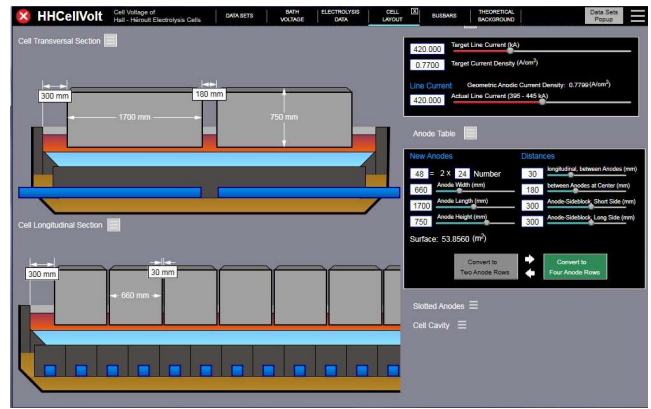 HHCellVolt
Cell Voltage of
Hall - Héroult Electrolysis Cells
DATA SETS
BATH
VOLTAGE
ELECTROLYSIS
DATA
CELL
LAYOUT
BUSBARS
THEORETICAL
BACKGROUND
Data Sets
Popup
Cell Transversal Section
300 mm
180 mm
1700 mm
750 mm
Cell Longitudinal Section
300 mm
30 mm
660 mm
420.000 Target Line Current (kA)
0.7700 Target Current Density (A/cm²)
Line Current Geometric Anodic Current Density: 0.7799 (A/cm²)
420.000 Actual Line Current (395 - 445 kA)
Anode Table
New Anodes
48 = 2 X 24 Number
660 Anode Width (mm)
1700 Anode Length (mm)
750 Anode Height (mm)
Surface: 53.8560 (m²)
Distances
30 longitudinal, between Anodes (mm)
180 between Anodes at Center (mm)
300 Anode-Sideblock, Short Side (mm)
300 Anode-Sideblock, Long Side (mm)
Convert to
Two Anode Rows
Convert to
Four Anode Rows
Slotted Anodes
Cell Cavity